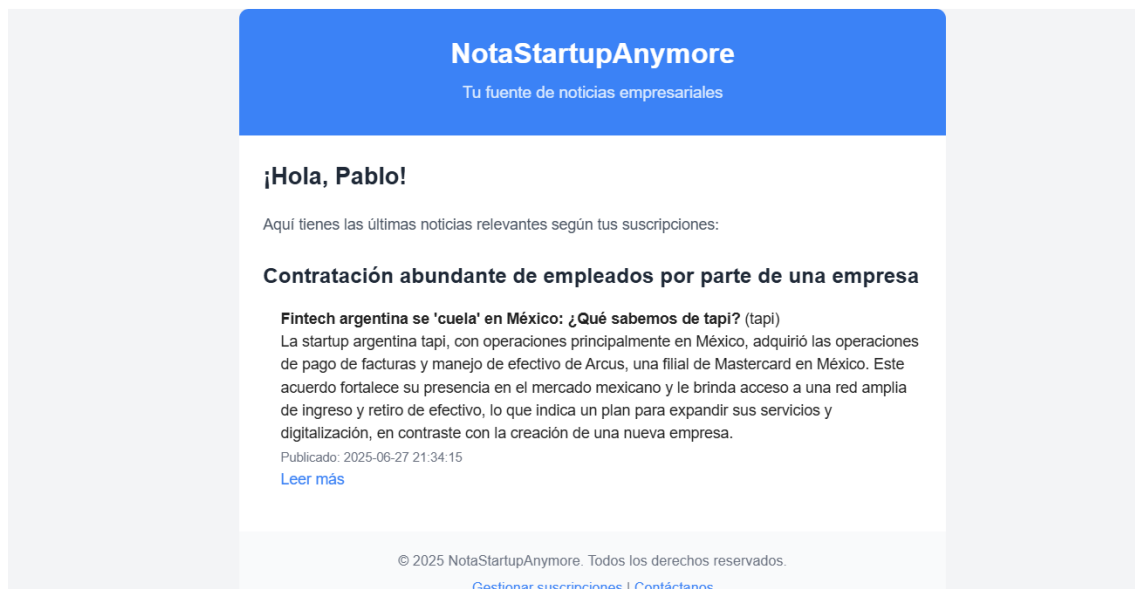 NotaStartupAnymore
Tu fuente de noticias empresariales
¡Hola, Pablo!
Aquí tienes las últimas noticias relevantes según tus suscripciones:
Contratación abundante de empleados por parte de una empresa
Fintech argentina se 'cuela' en México: ¿Qué sabemos de tapi? (tapi)
La startup argentina tapi, con operaciones principalmente en México, adquirió las operaciones
de pago de facturas y manejo de efectivo de Arcus, una filial de Mastercard en México. Este
acuerdo fortalece su presencia en el mercado mexicano y le brinda acceso a una red amplia
de ingreso y retiro de efectivo, lo que indica un plan para expandir sus servicios y
digitalización, en contraste con la creación de una nueva empresa.
Publicado: 2025-06-27 21:34:15
Leer más
© 2025 NotaStartupAnymore. Todos los derechos reservados.
Gestionar suscripciones | Contáctanos